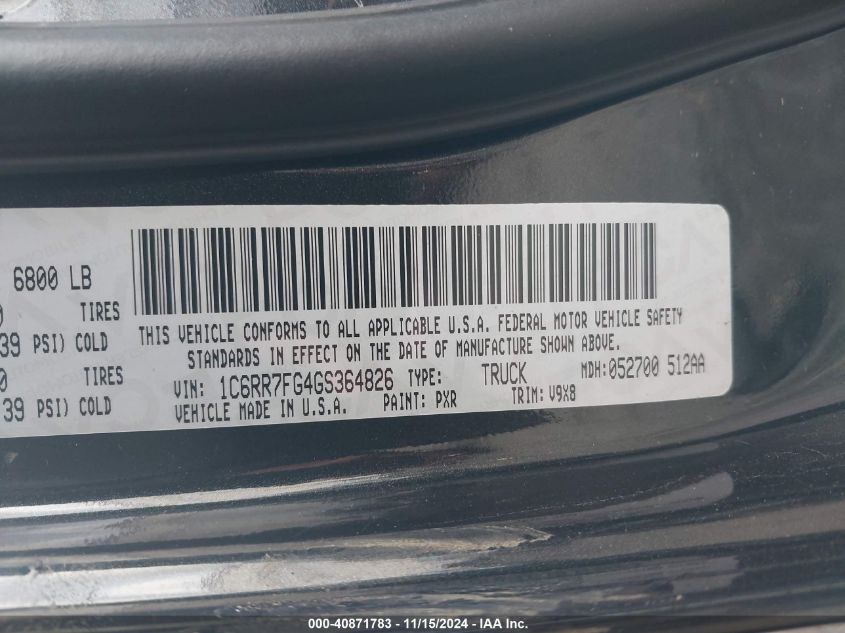 6800 LB
TIRES
39 PSI) COLD
TIRES
39 PSI) COLD
THIS VEHICLE CONFORMS TO ALL APPLICABLE U.S.A. FEDERAL MOTOR VEHICLE SAFETY
STANDARDS IN EFFECT ON THE DATE OF MANUFACTURE SHOWN ABOVE.
VIN: 1C6RR7FG4GS364826 TYPE: TRUCK MDH:052700 512AA
VEHICLE MADE IN U.S.A. PAINT: PXR TRIM: V9X8
000-40871783 - 11/15/2024 - IAA Inc.